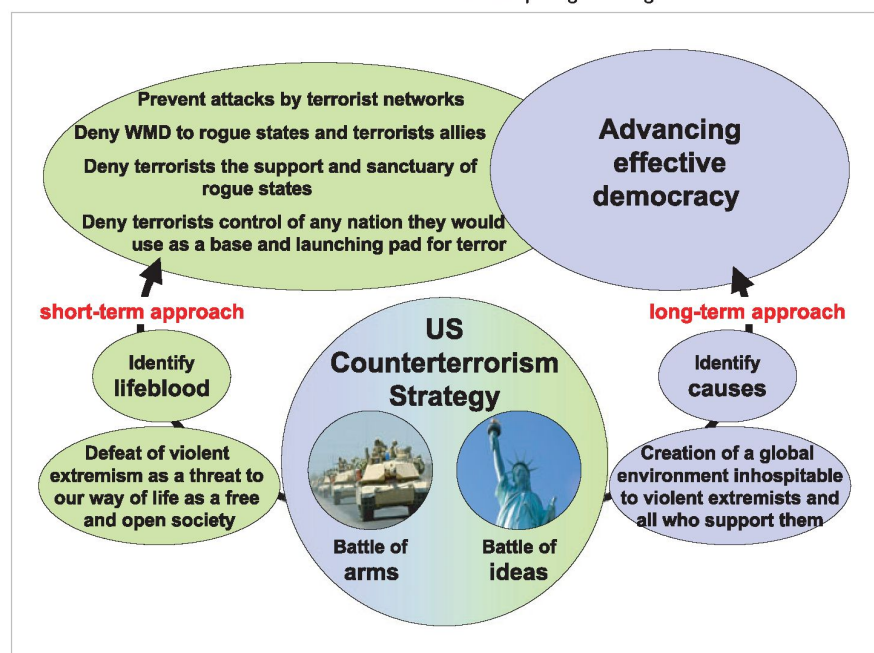 Prevent attacks by terrorist networks
Deny WMD to rogue states and terrorists allies
Deny terrorists the support and sanctuary of
rogue states
Deny terrorists control of any nation they would
use as a base and launching pad for terror
Advancing
effective
democracy
short-term approach
long-term approach
Identify
lifeblood
US
Counterterrorism
Strategy
Identify
causes
Defeat of violent
extremism as a threat to
our way of life as a free
and open society
Creation of a global
environment inhospitable
to violent extremists and
all who support them
Battle of
arms
Battle of
ideas